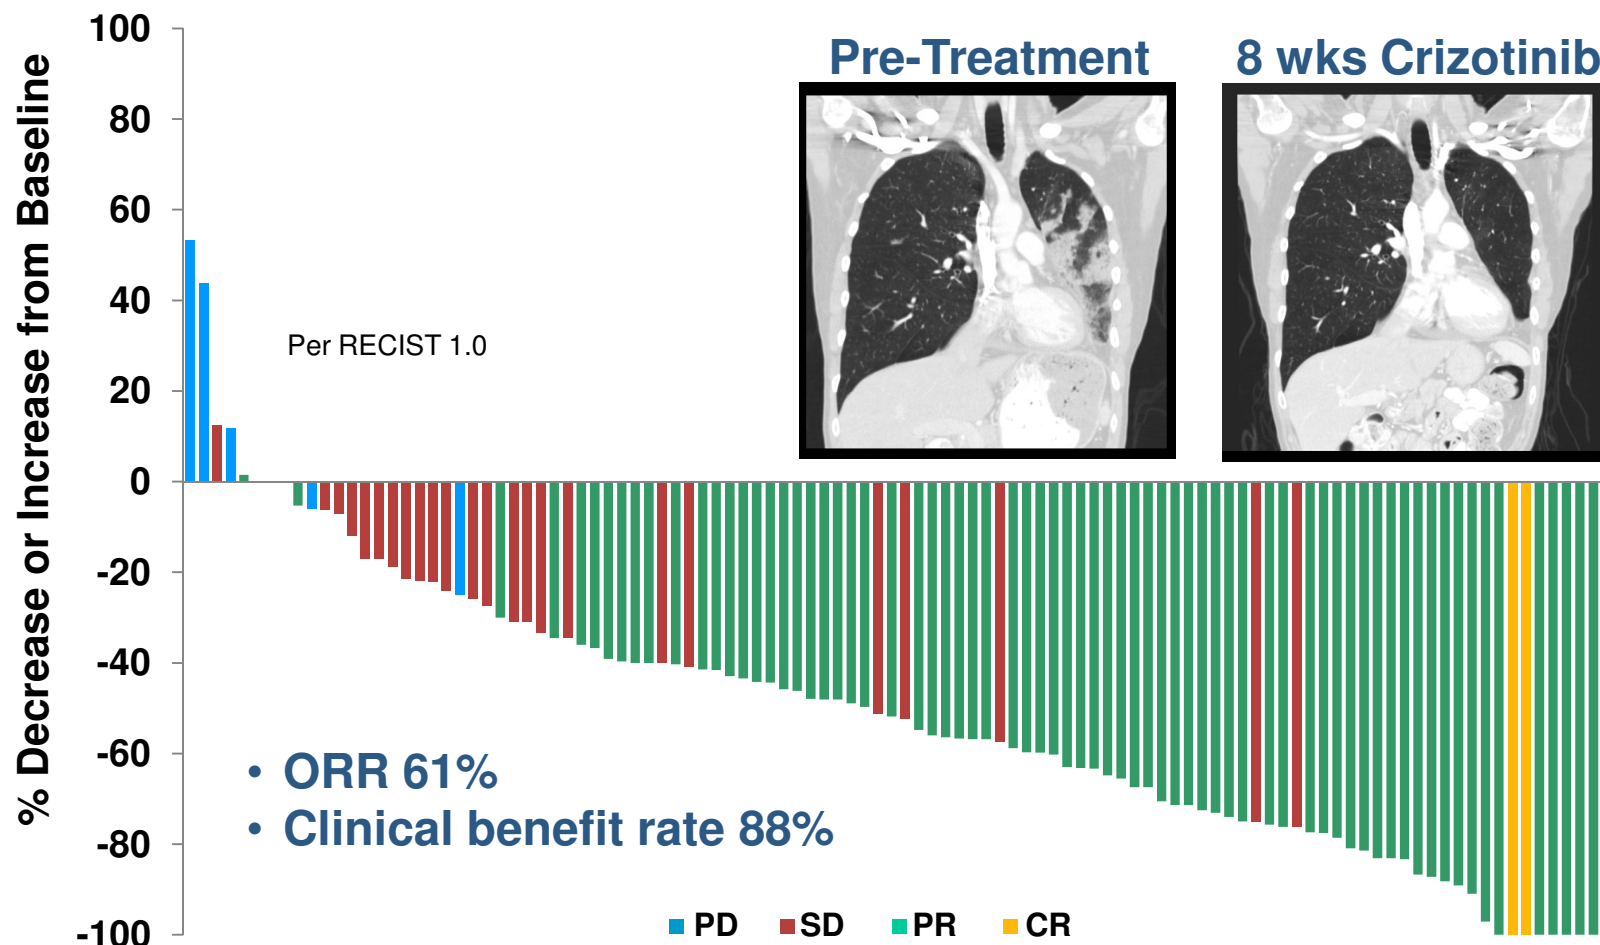 % Decrease or Increase from Baseline
100
80
60
40
20
0
-20
-40
-60
-80
-100
Pre-Treatment
8 wks Crizotinib
Per RECIST 1.0
• ORR 61%
• Clinical benefit rate 88%
PD SD PR CR